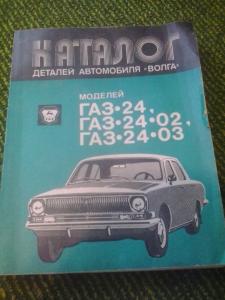 КАТАЛОГ
ДЕТАЛЕЙ АВТОМОБИЛЯ «ВОЛГА»
МОДЕЛЕЙ
ГАЗ·24,
ГАЗ·24·02,
ГАЗ·24·03